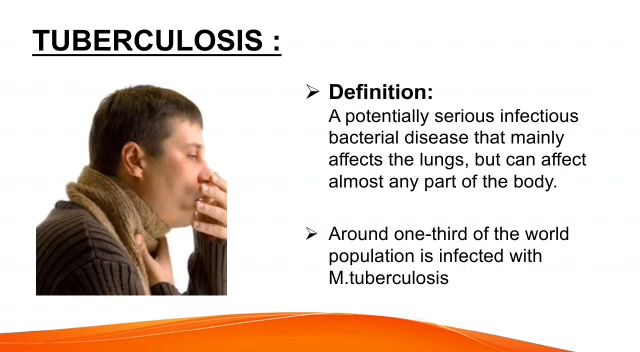 TUBERCULOSIS :
➢ Definition:
A potentially serious infectious
bacterial disease that mainly
affects the lungs, but can affect
almost any part of the body.
➢ Around one-third of the world
population is infected with
M.tuberculosis